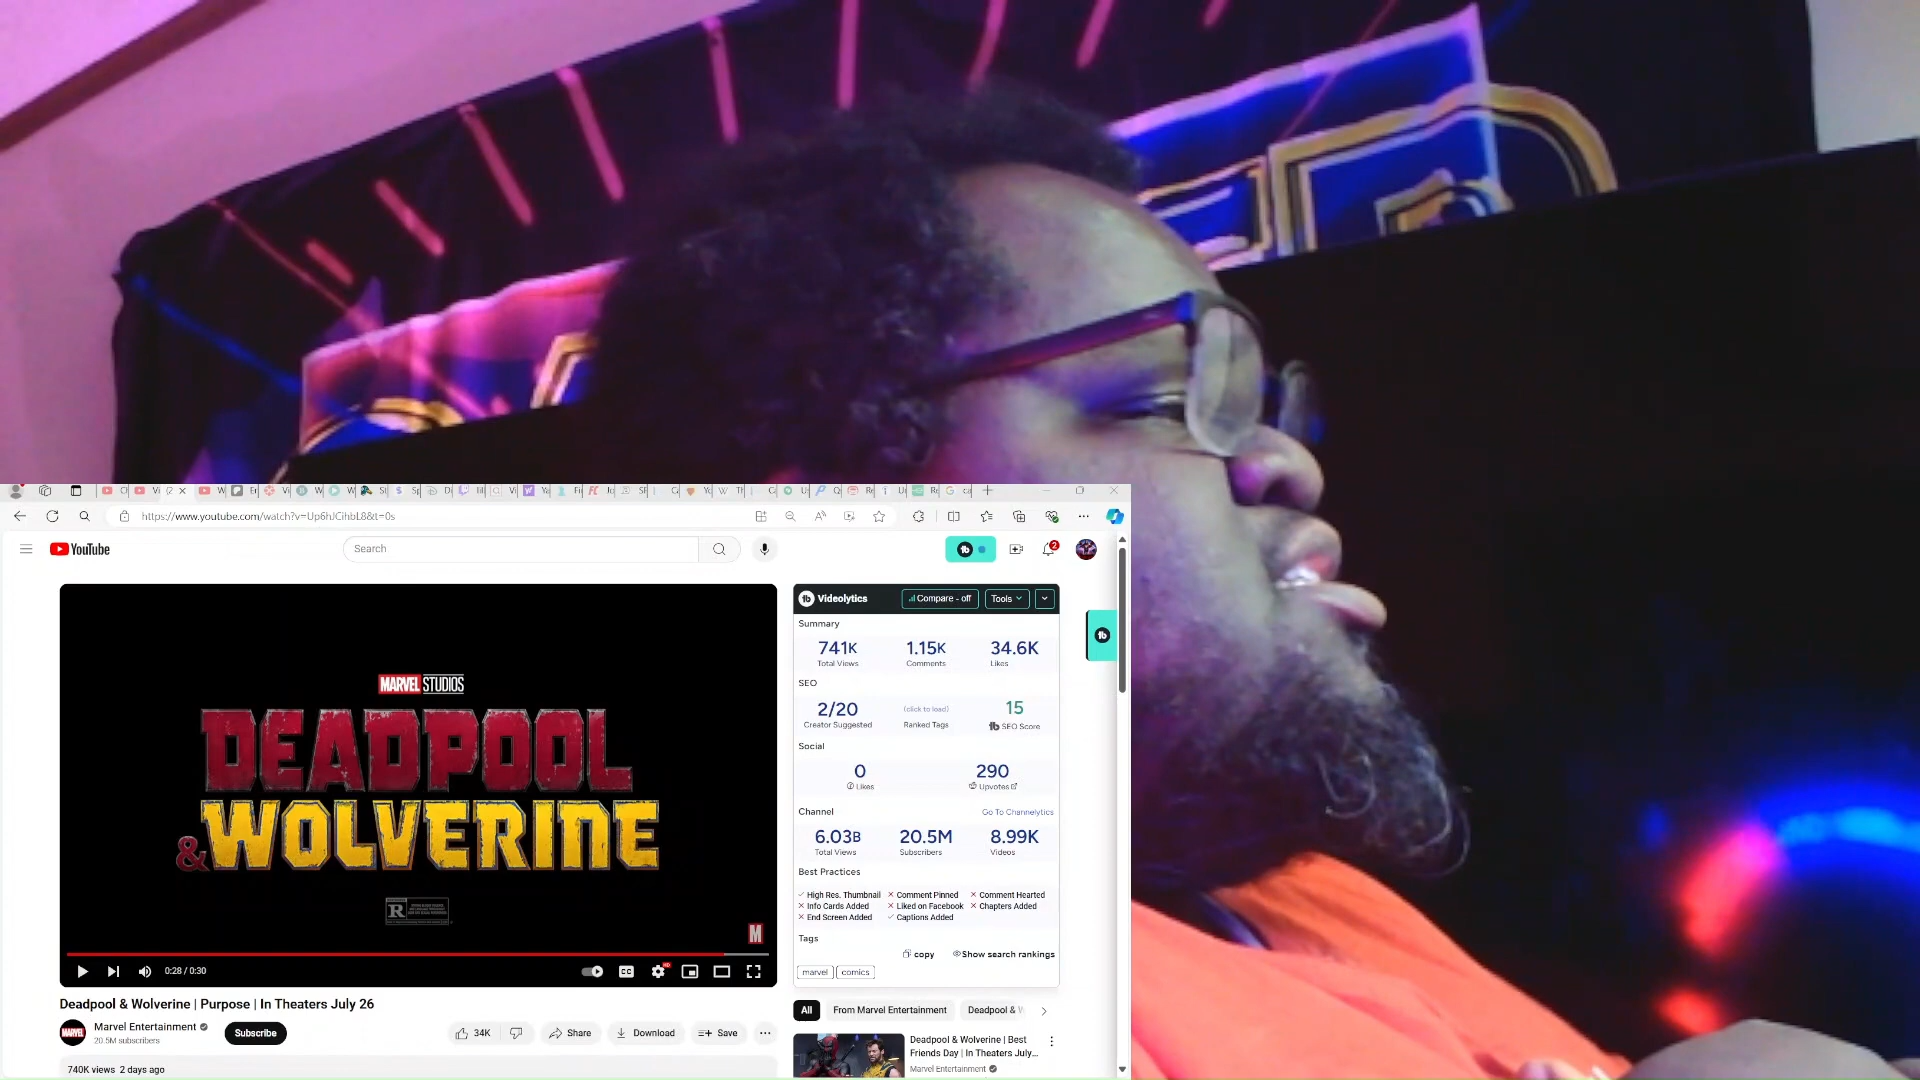 https://www.youtube.com/watch?v=Up6hJCihbL8&t=0s
YouTube
Search
2
MARVEL STUDIOS
DEADPOOL
& WOLVERINE
R
M
0:28 / 0:30
CC
HD
Deadpool & Wolverine | Purpose | In Theaters July 26
MARVEL
Marvel Entertainment
20.5M subscribers
Subscribe
34K
Share
Download
Save
740K views 2 days ago
Videolytics
Compare - off
Tools
Summary
741K 1.15K 34.6K
Total Views Comments Likes
SEO
2/20 (click to load) 15
Creator Suggested Ranked Tags SEO Score
Social
0 290
Likes Upvotes
Channel Go To Channelytics
6.03B 20.5M 8.99K
Total Views Subscribers Videos
Best Practices
High Res. Thumbnail Comment Pinned Comment Hearted
Info Cards Added Liked on Facebook Chapters Added
End Screen Added Captions Added
Tags
copy Show search rankings
marvel comics
All From Marvel Entertainment Deadpool &
Deadpool & Wolverine | Best
Friends Day | In Theaters July...
Marvel Entertainment